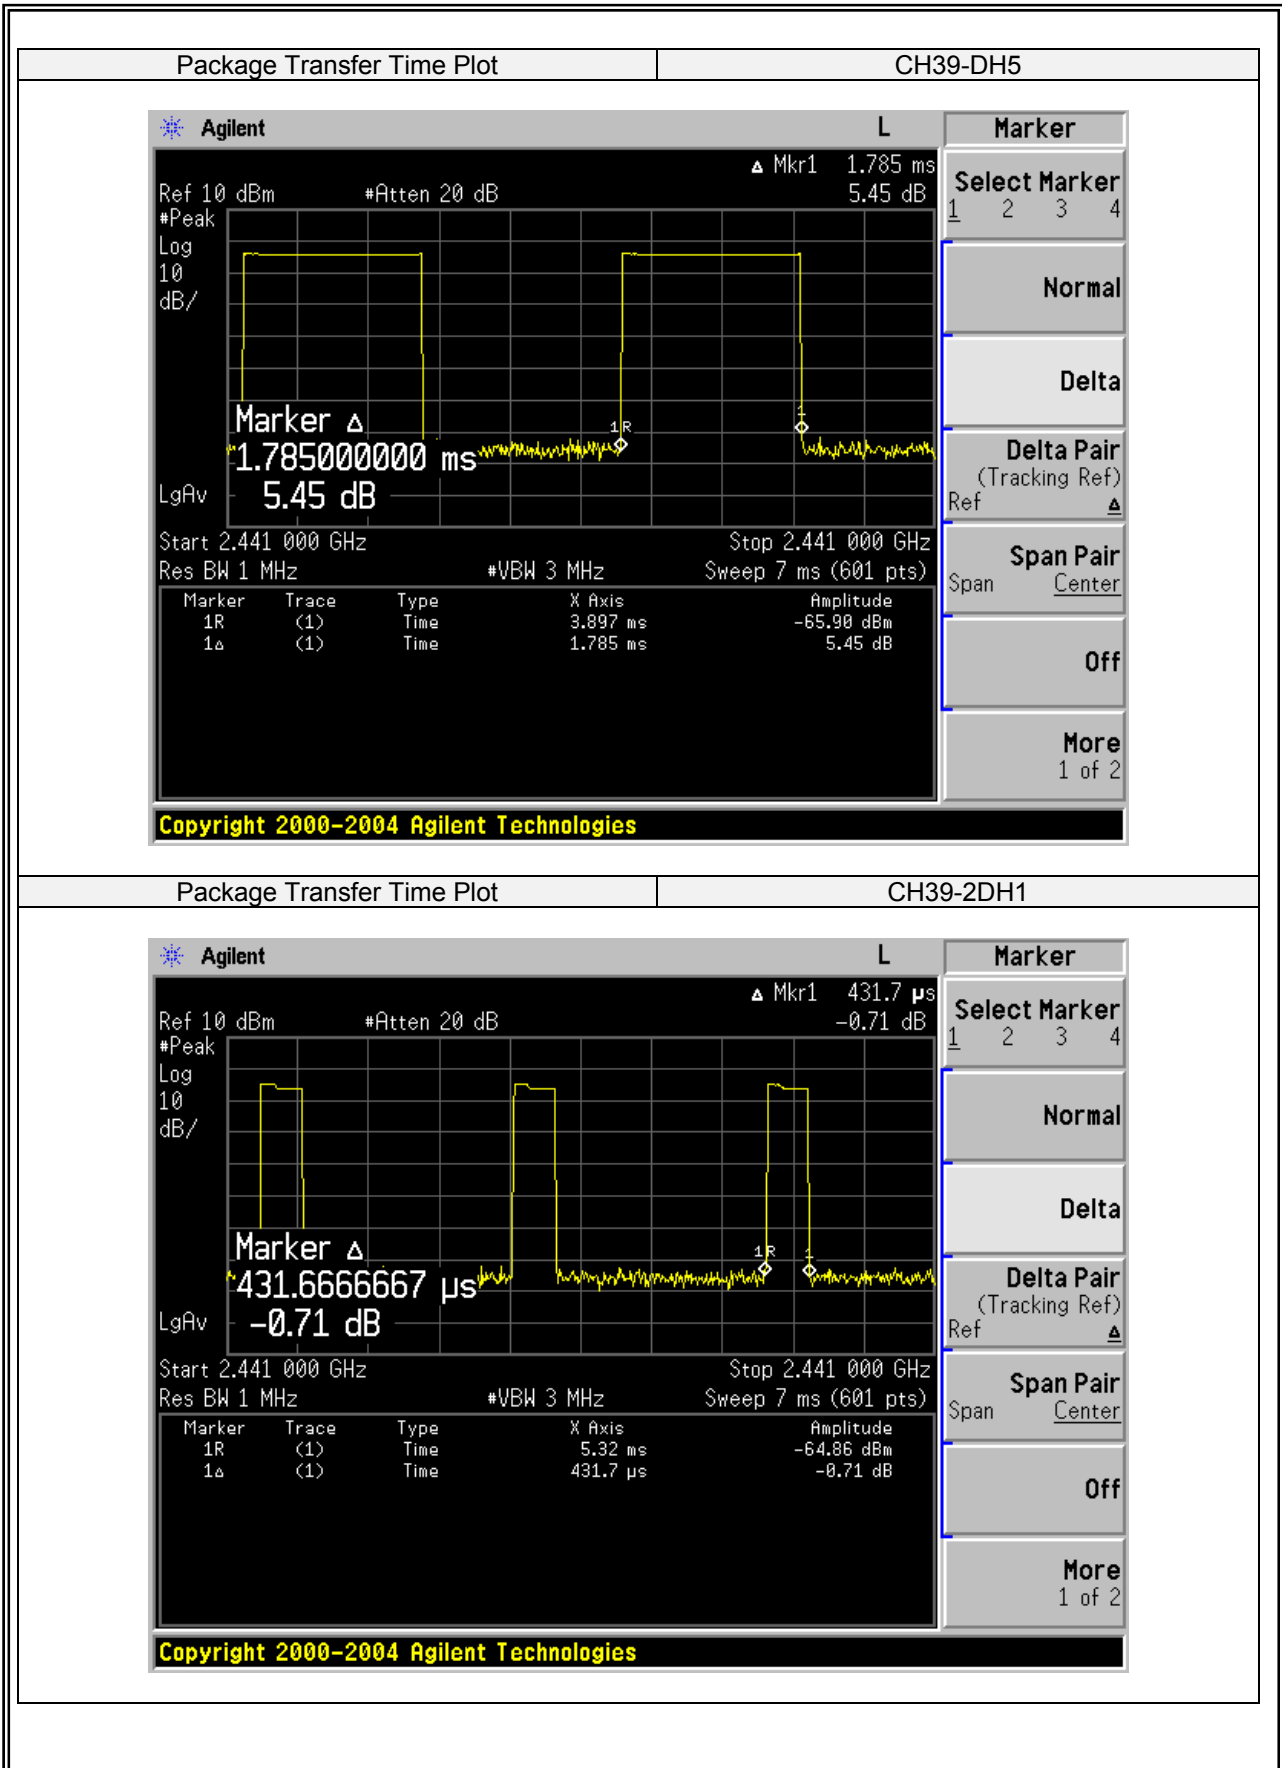 Package Transfer Time Plot CH39-DH5
Agilent L Marker
Δ Mkr1 1.785 ms
Ref 10 dBm #Atten 20 dB 5.45 dB
Select Marker
1 2 3 4
#Peak
Log
10
dB/
Normal
Delta
1R 1
Marker Δ
1.785000000 ms
5.45 dB
LgAv
Delta Pair
(Tracking Ref)
Ref Δ
Start 2.441 000 GHz Stop 2.441 000 GHz
Res BW 1 MHz #VBW 3 MHz Sweep 7 ms (601 pts)
Span Pair
Span Center
Marker Trace Type X Axis Amplitude
1R (1) Time 3.897 ms -65.90 dBm
1Δ (1) Time 1.785 ms 5.45 dB
Off
More
1 of 2
Copyright 2000-2004 Agilent Technologies
Package Transfer Time Plot CH39-2DH1
Agilent L Marker
Δ Mkr1 431.7 µs
Ref 10 dBm #Atten 20 dB -0.71 dB
Select Marker
1 2 3 4
#Peak
Log
10
dB/
Normal
Delta
1R 1
Marker Δ
431.6666667 µs
-0.71 dB
LgAv
Delta Pair
(Tracking Ref)
Ref Δ
Start 2.441 000 GHz Stop 2.441 000 GHz
Res BW 1 MHz #VBW 3 MHz Sweep 7 ms (601 pts)
Span Pair
Span Center
Marker Trace Type X Axis Amplitude
1R (1) Time 5.32 ms -64.86 dBm
1Δ (1) Time 431.7 µs -0.71 dB
Off
More
1 of 2
Copyright 2000-2004 Agilent Technologies